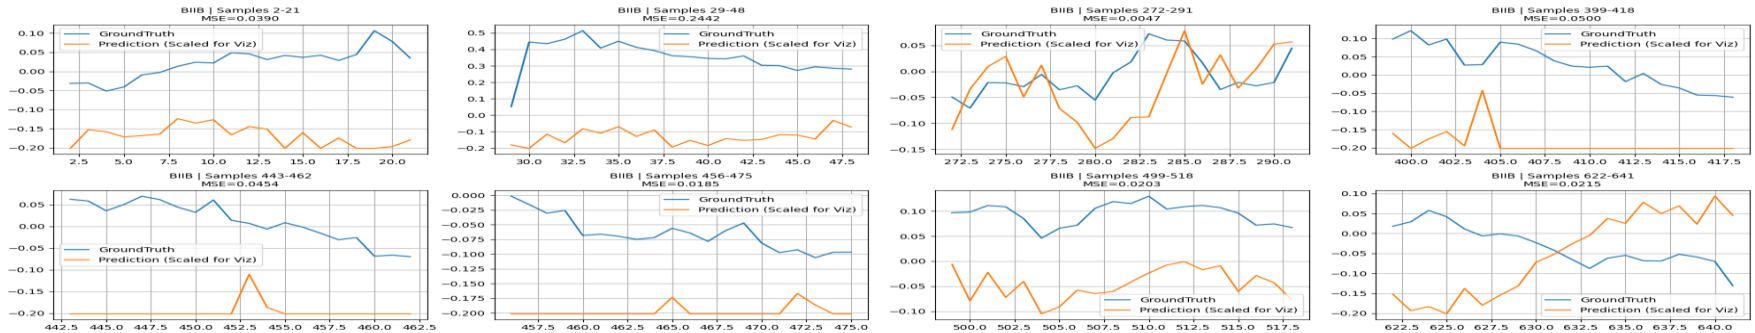 BIIB | Samples 2-21
MSE=0.0390
GroundTruth
Prediction (Scaled for Viz)
0.10
0.05
0.00
−0.05
−0.10
−0.15
−0.20
2.5 5.0 7.5 10.0 12.5 15.0 17.5 20.0
BIIB | Samples 29-48
MSE=0.2442
GroundTruth
Prediction (Scaled for Viz)
0.5
0.4
0.3
0.2
0.1
0.0
−0.1
−0.2
30.0 32.5 35.0 37.5 40.0 42.5 45.0 47.5
BIIB | Samples 272-291
MSE=0.0047
GroundTruth
Prediction (Scaled for Viz)
0.05
0.00
−0.05
−0.10
−0.15
272.5 275.0 277.5 280.0 282.5 285.0 287.5 290.0
BIIB | Samples 399-418
MSE=0.0500
GroundTruth
Prediction (Scaled for Viz)
0.10
0.05
0.00
−0.05
−0.10
−0.15
−0.20
400.0 402.5 405.0 407.5 410.0 412.5 415.0 417.5
BIIB | Samples 443-462
MSE=0.0454
GroundTruth
Prediction (Scaled for Viz)
0.05
0.00
−0.05
−0.10
−0.15
−0.20
442.5 445.0 447.5 450.0 452.5 455.0 457.5 460.0 462.5
BIIB | Samples 456-475
MSE=0.0185
GroundTruth
Prediction (Scaled for Viz)
0.000
−0.025
−0.050
−0.075
−0.100
−0.125
−0.150
−0.175
−0.200
457.5 460.0 462.5 465.0 467.5 470.0 472.5 475.0
BIIB | Samples 499-518
MSE=0.0203
GroundTruth
Prediction (Scaled for Viz)
0.10
0.05
0.00
−0.05
−0.10
500.0 502.5 505.0 507.5 510.0 512.5 515.0 517.5
BIIB | Samples 622-641
MSE=0.0215
GroundTruth
Prediction (Scaled for Viz)
0.10
0.05
0.00
−0.05
−0.10
−0.15
−0.20
622.5 625.0 627.5 630.0 632.5 635.0 637.5 640.0